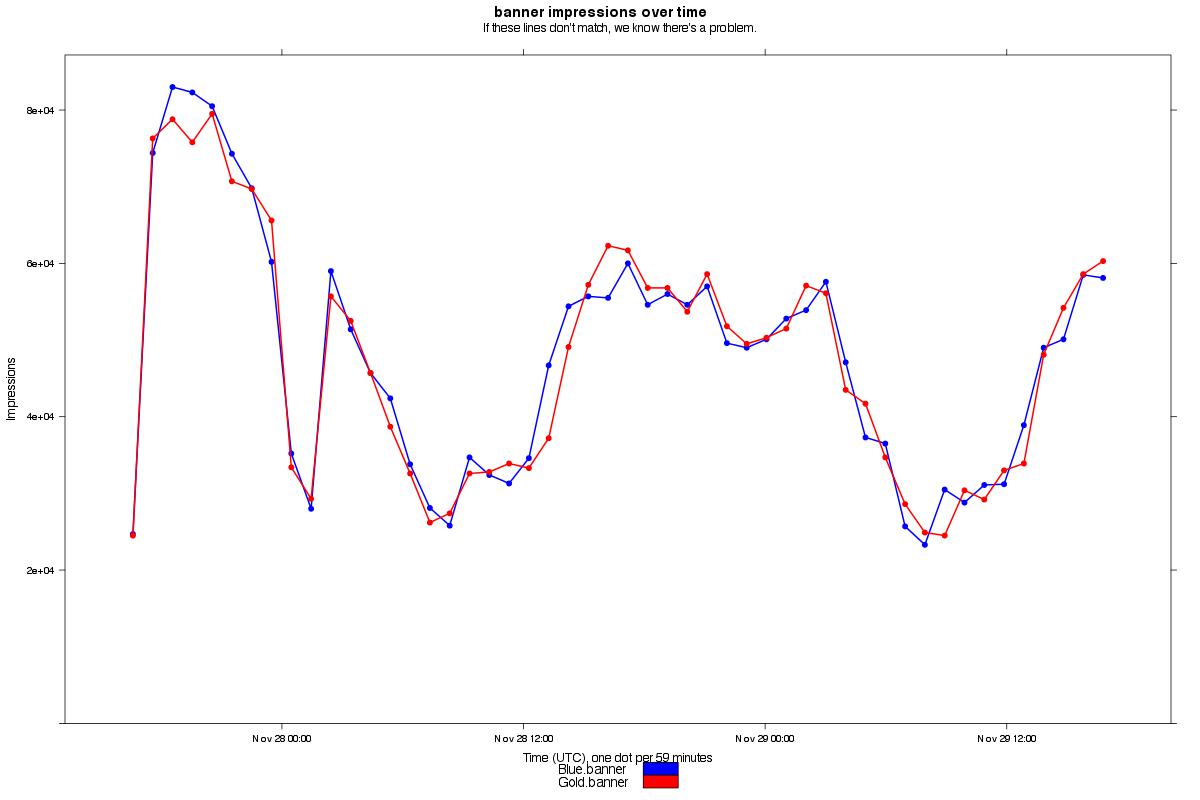 banner impressions over time
If these lines don't match, we know there's a problem.
8e+04
6e+04
4e+04
2e+04
Impressions
Nov 28 00:00
Nov 28 12:00
Nov 29 00:00
Nov 29 12:00
Time (UTC), one dot per 59 minutes
Blue.banner
Gold.banner